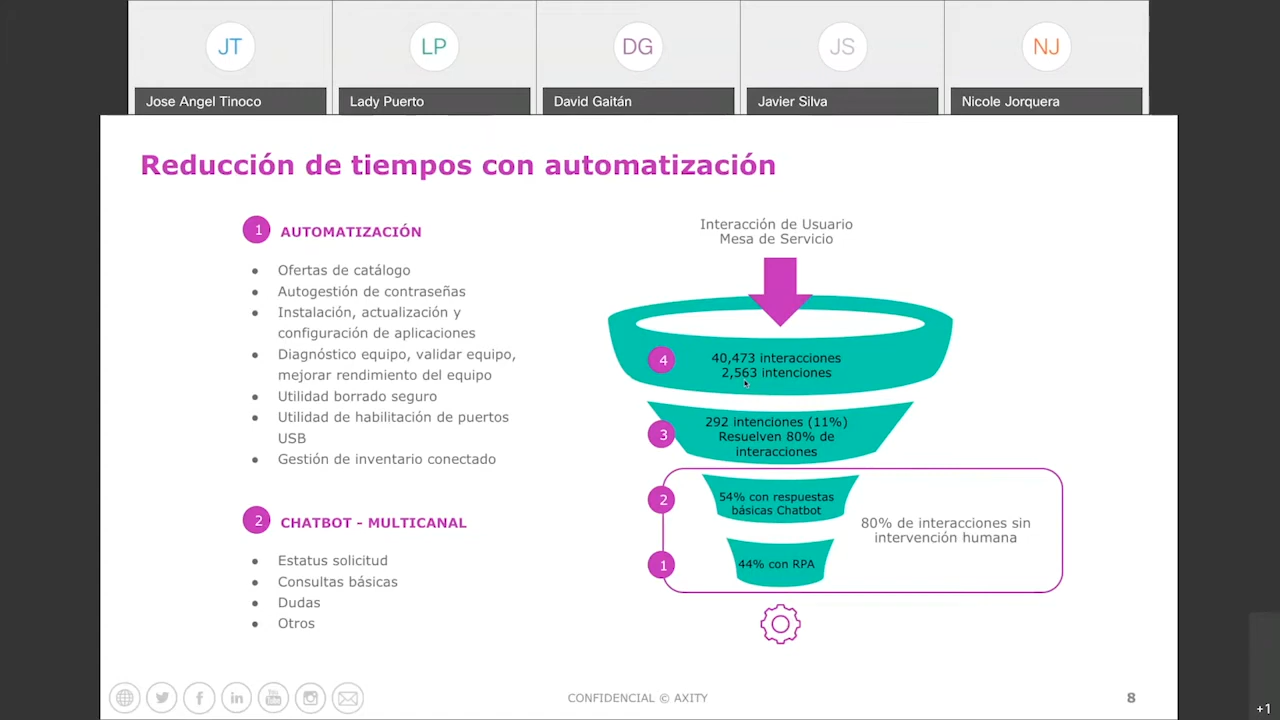 JT
LP
DG
JS
NJ
Jose Angel Tinoco
Lady Puerto
David Gaitán
Javier Silva
Nicole Jorquera
Reducción de tiempos con automatización
1 AUTOMATIZACIÓN
• Ofertas de catálogo
• Autogestión de contraseñas
• Instalación, actualización y
configuración de aplicaciones
• Diagnóstico equipo, validar equipo,
mejorar rendimiento del equipo
• Utilidad borrado seguro
• Utilidad de habilitación de puertos
USB
• Gestión de inventario conectado
2 CHATBOT - MULTICANAL
• Estatus solicitud
• Consultas básicas
• Dudas
• Otros
Interacción de Usuario
Mesa de Servicio
4
40,473 interacciones
2,563 intenciones
3
292 intenciones (11%)
Resuelven 80% de
interacciones
2
54% con respuestas
básicas Chatbot
1
44% con RPA
80% de interacciones sin
intervención humana
You
Tube
in
CONFIDENCIAL © AXITY
8
+1